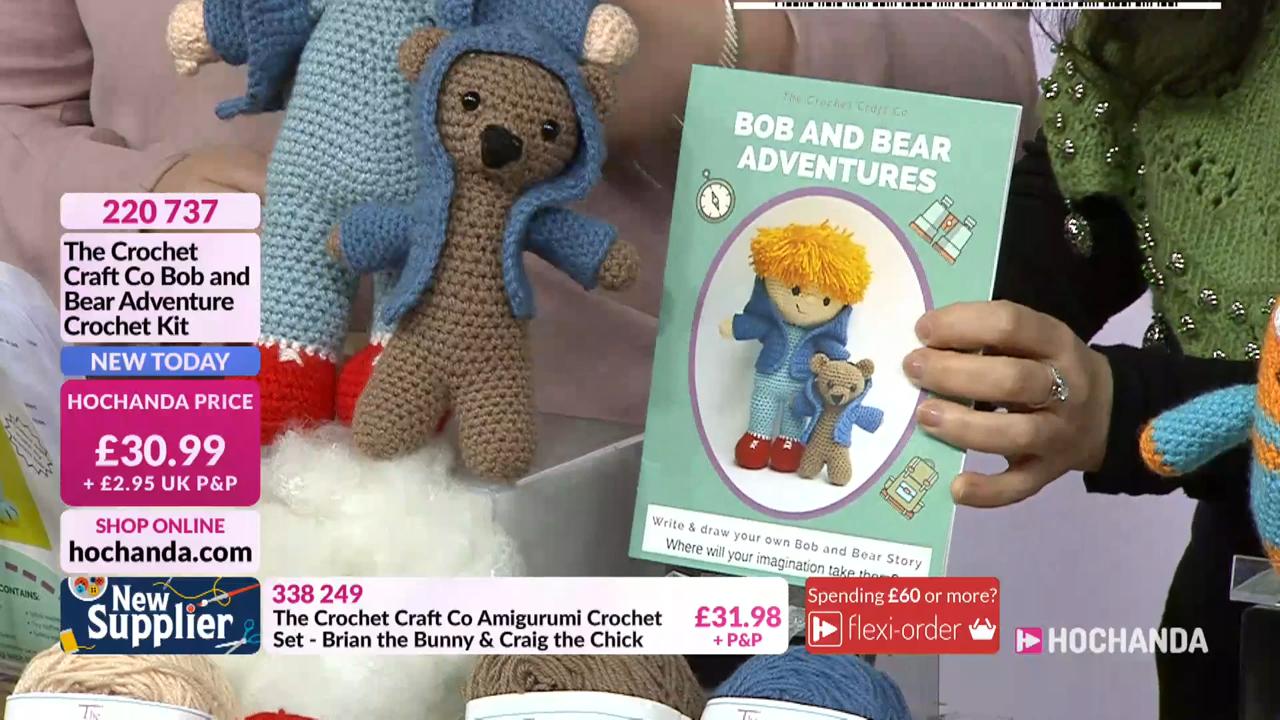 The Crochet Craft Co
BOB AND BEAR
ADVENTURES
Write & draw your own Bob and Bear Story
Where will your imagination take
220 737
The Crochet
Craft Co Bob and
Bear Adventure
Crochet Kit
NEW TODAY
HOCHANDA PRICE
£30.99
+ £2.95 UK P&P
SHOP ONLINE
hochanda.com
CONTAINS:
New
Supplier
338 249
The Crochet Craft Co Amigurumi Crochet
Set - Brian the Bunny & Craig the Chick
£31.98
+ P&P
Spending £60 or more?
flexi-order
HOCHANDA
The
The